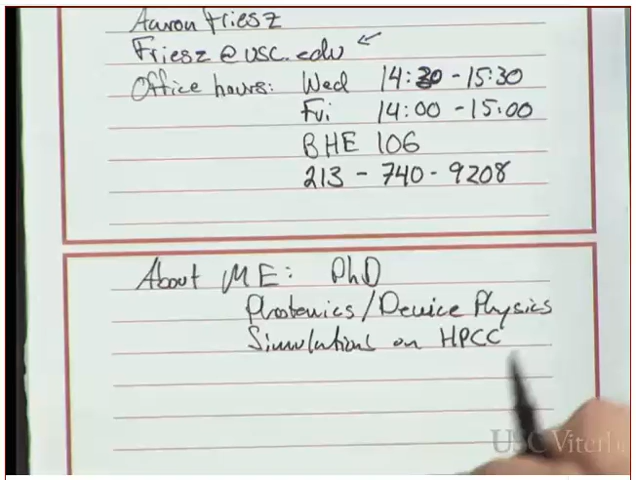 Aaron Friesz
Friesz@usc.edu
Office hours: Wed 14:30 - 15:30
Fri 14:00 - 15:00
BHE 106
213 - 740 - 9208
About ME: PhD
Photonics/Device Physics
Simulations on HPCC
USC Viterb